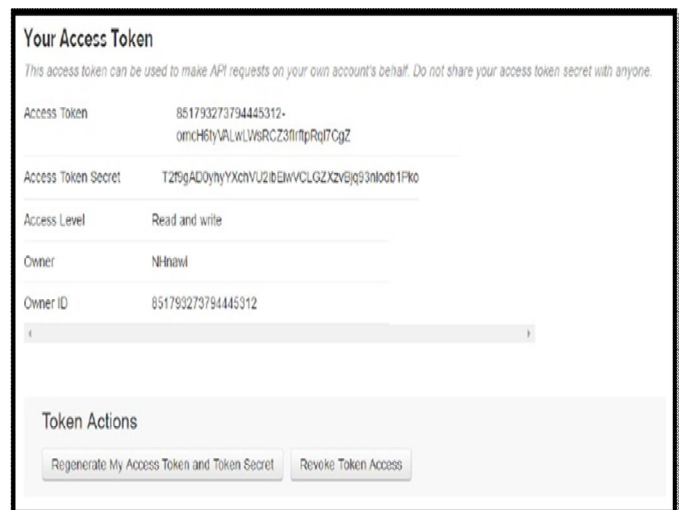 Your Access Token
This access token can be used to make API requests on your own account's behalf. Do not share your access token secret with anyone.
Access Token 851793273794445312-
Access Token Secret
Access Level Read and write
Owner NHnawi
Owner ID 851793273794445312
Token Actions
Regenerate My Access Token and Token Secret Revoke Token Access